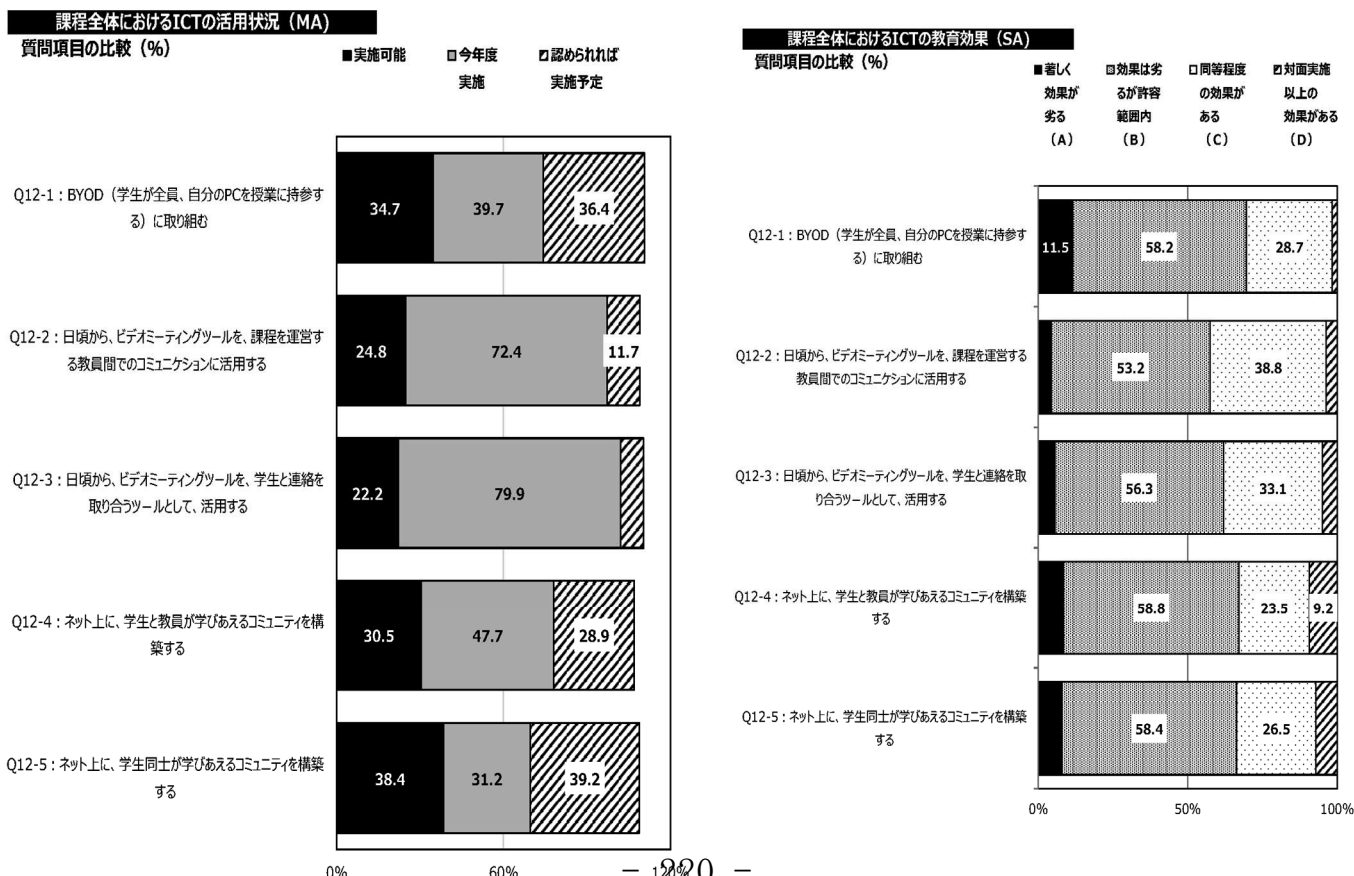 課程全体におけるICTの活用状況（MA)
質問項目の比較（%）
■実施可能
■今年度
実施
認められれば
実施予定
Q12-1：BYOD（学生が全員、自分のPCを授業に持参す
る）に取り組む
34.7
39.7
36.4
Q12-2：日頃から、ビデオミーティングツールを、課程を運営す
る教員間でのコミュニケションに活用する
24.8
72.4
11.7
Q12-3：日頃から、ビデオミーティングツールを、学生と連絡を
取り合うツールとして、活用する
22.2
79.9
Q12-4：ネット上に、学生と教員が学びあえるコミュニティを構
築する
30.5
47.7
28.9
Q12-5：ネット上に、学生同士が学びあえるコミュニティを構築
する
38.4
31.2
39.2
0%
60%
120%
課程全体におけるICTの教育効果（SA)
質問項目の比較（%）
■著しく
効果が
劣る
（A）
効果は劣
るが許容
範囲内
（B）
同等程度
の効果が
ある
（C）
対面実施
以上の
効果がある
（D）
Q12-1：BYOD（学生が全員、自分のPCを授業に持参す
る）に取り組む
11.5
58.2
28.7
Q12-2：日頃から、ビデオミーティングツールを、課程を運営する
教員間でのコミュニケションに活用する
53.2
38.8
Q12-3：日頃から、ビデオミーティングツールを、学生と連絡を取
り合うツールとして、活用する
56.3
33.1
Q12-4：ネット上に、学生と教員が学びあえるコミュニティを構築
する
58.8
23.5
9.2
Q12-5：ネット上に、学生同士が学びあえるコミュニティを構築
する
58.4
26.5
0%
50%
100%
− 220 −